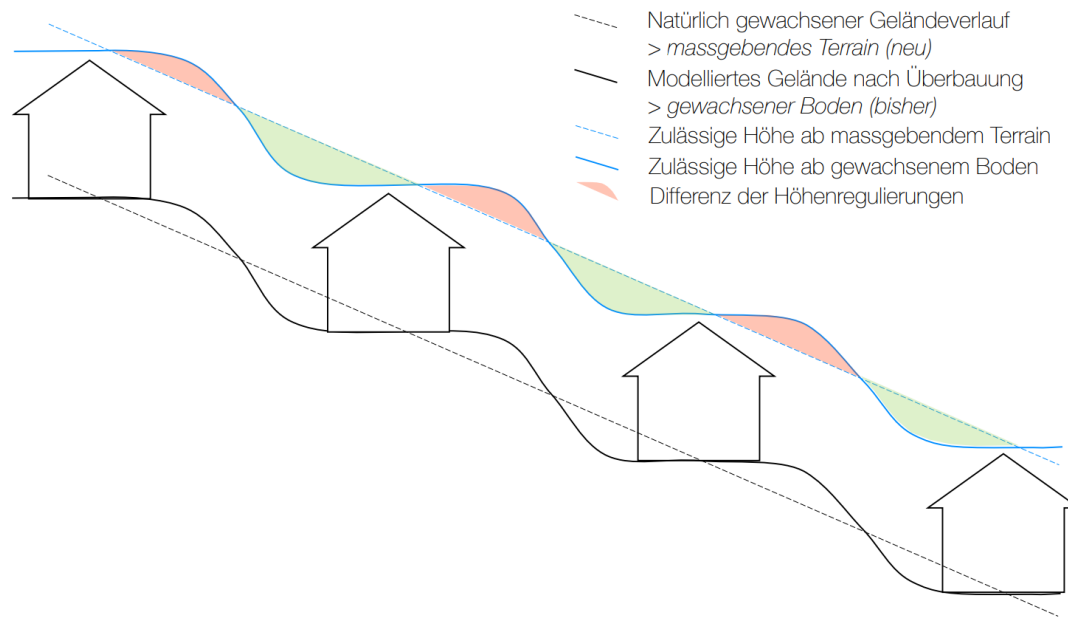 Natürlich gewachsener Geländeverlauf
> massgebendes Terrain (neu)
Modelliertes Gelände nach Überbauung
> gewachsener Boden (bisher)
Zulässige Höhe ab massgebendem Terrain
Zulässige Höhe ab gewachsenem Boden
Differenz der Höhenregulierungen